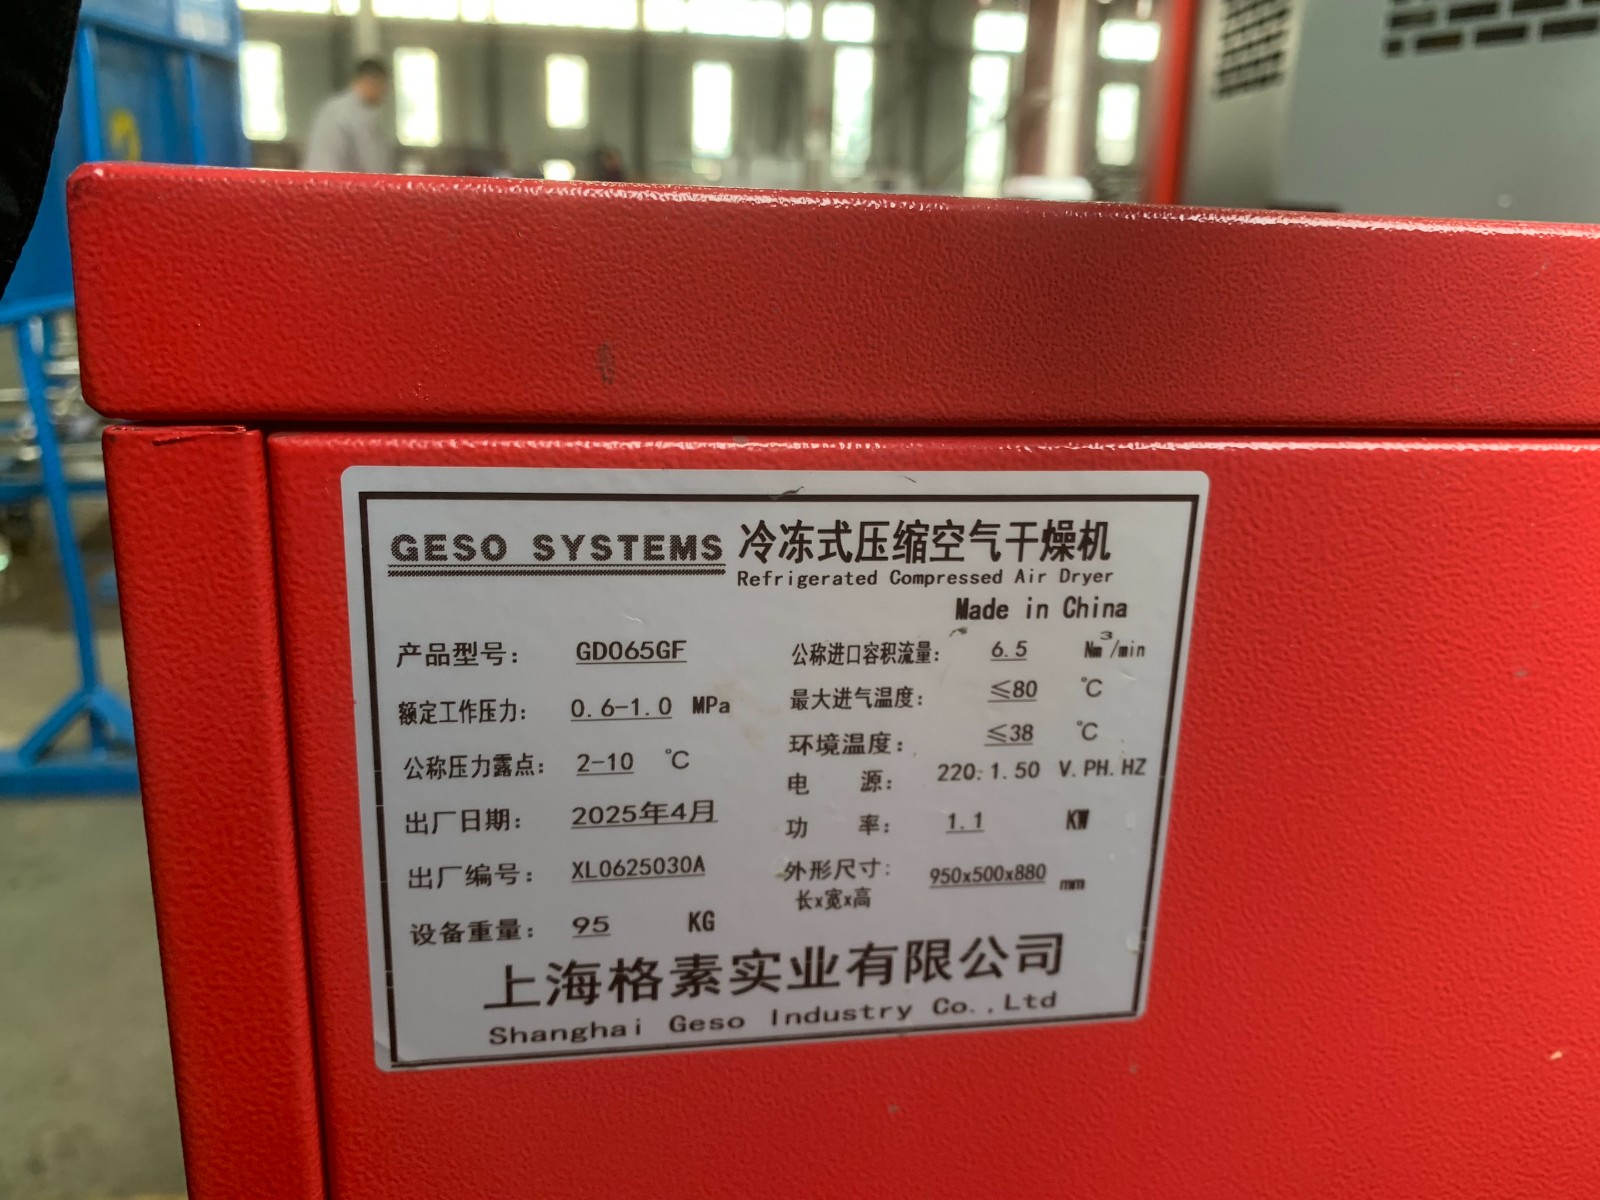 GESO SYSTEMS 冷冻式压缩空气干燥机
Refrigerated Compressed Air Dryer
Made in China
产品型号： GD065GF
公称进口容积流量： 6.5 Nm³/min
额定工作压力： 0.6-1.0 MPa
最大进气温度： ≤80 ℃
公称压力露点： 2-10 ℃
环境温度： ≤38 ℃
电 源： 220.1.50 V.PH.HZ
出厂日期： 2025年4月
功 率： 1.1 KW
出厂编号： XL0625030A
外形尺寸： 950x500x880 mm
长x宽x高
设备重量： 95 KG
上海格素实业有限公司
Shanghai Geso Industry Co.,Ltd